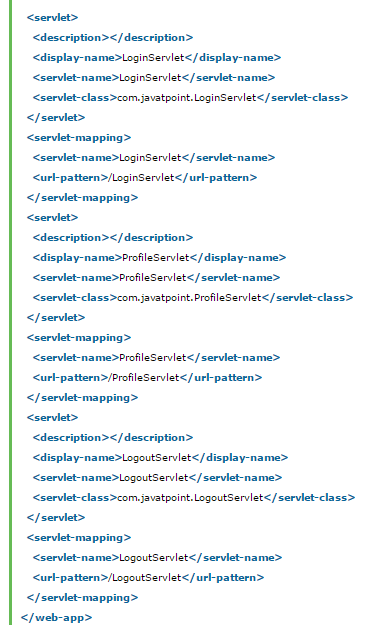 <servlet>
<description></description>
<display-name>LoginServlet</display-name>
<servlet-name>LoginServlet</servlet-name>
<servlet-class>com.javatpoint.LoginServlet</servlet-class>
</servlet>
<servlet-mapping>
<servlet-name>LoginServlet</servlet-name>
<url-pattern>/LoginServlet</url-pattern>
</servlet-mapping>
<servlet>
<description></description>
<display-name>ProfileServlet</display-name>
<servlet-name>ProfileServlet</servlet-name>
<servlet-class>com.javatpoint.ProfileServlet</servlet-class>
</servlet>
<servlet-mapping>
<servlet-name>ProfileServlet</servlet-name>
<url-pattern>/ProfileServlet</url-pattern>
</servlet-mapping>
<servlet>
<description></description>
<display-name>LogoutServlet</display-name>
<servlet-name>LogoutServlet</servlet-name>
<servlet-class>com.javatpoint.LogoutServlet</servlet-class>
</servlet>
<servlet-mapping>
<servlet-name>LogoutServlet</servlet-name>
<url-pattern>/LogoutServlet</url-pattern>
</servlet-mapping>
</web-app>